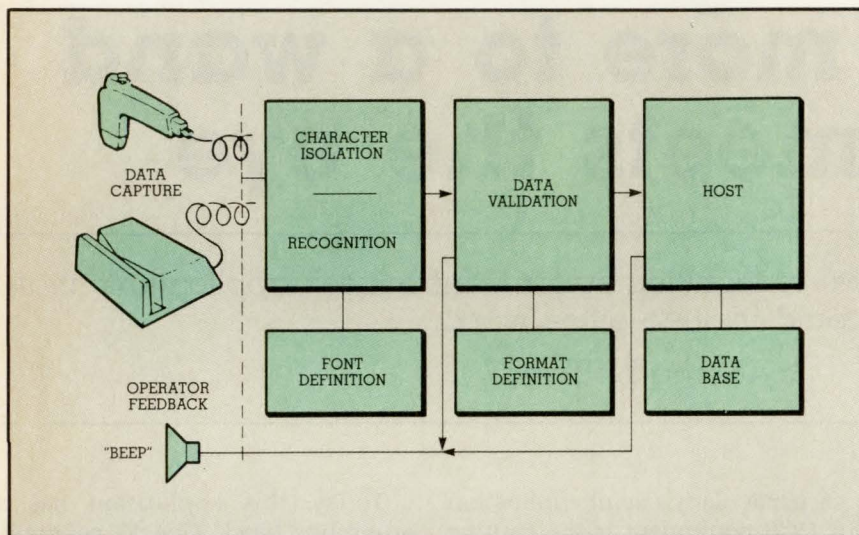 DATA
CAPTURE
CHARACTER
ISOLATION
RECOGNITION
DATA
VALIDATION
HOST
FONT
DEFINITION
FORMAT
DEFINITION
DATA
BASE
OPERATOR
FEEDBACK
"BEEP"